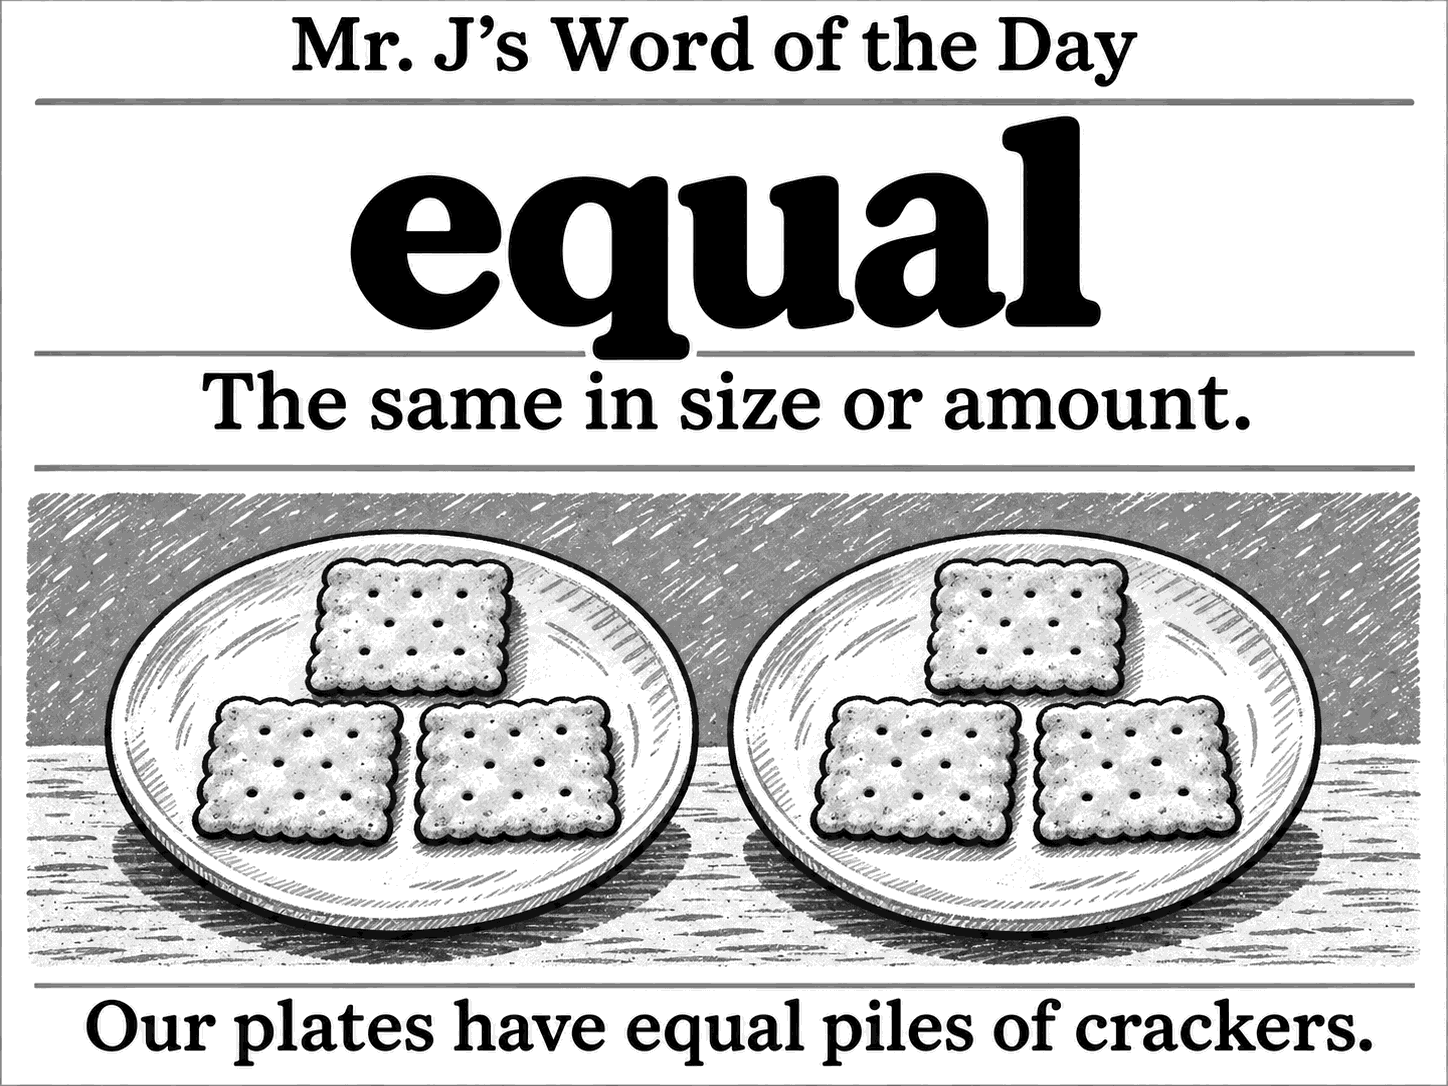 Mr. J’s Word of the Day
equal
The same in size or amount.
Our plates have equal piles of crackers.